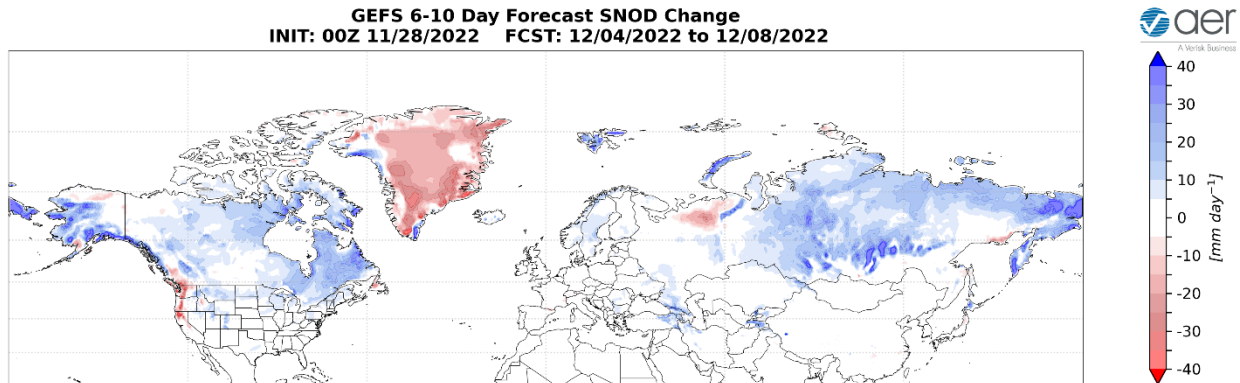 GEFS 6-10 Day Forecast SNOD Change
INIT: 00Z 11/28/2022 FCST: 12/04/2022 to 12/08/2022
aer
A Verisk Business
40
30
20
10
0
-10
-20
-30
-40
[mm day⁻¹]